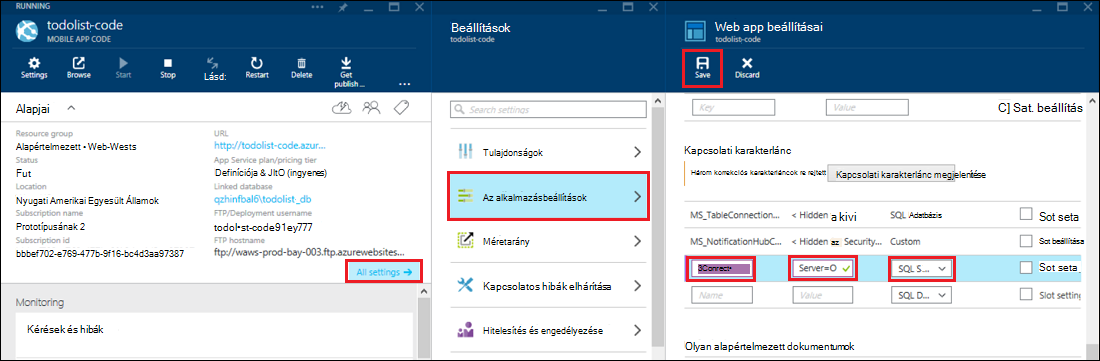 RUNNING
todolist-code
MOBILE APP CODE
Settings
Browse
Start
Stop
Lásd:
Restart
Delete
Get publish ...
Alapjai
Resource group
Alapértelmezett • Web-Wests
URL
http://todolist-code.azur...
Status
Fut
App Service plan/pricing tier
Definíciója & JltO (ingyenes)
Location
Nyugati Amerikai Egyesült Államok
Linked database
qzhinfbal6\todolist_db
Subscription name
Prototípusának 2
FTP/Deployment username
todol•st-code91ey777
Subscription id
bbbef702-e769-477b-9f16-bc4d3aa97387
FTP hostname
ftp://waws-prod-bay-003.ftp.azurewebsites...
All settings →
Monitoring
Kérések és hibák
Beállítások
todolist-code
Search settings
Tulajdonságok
Az alkalmazásbeállítások
Méretarány
Kapcsolatos hibák elhárítása
Hitelesítés és engedélyezése
Web app beállításai
todolist-code
Save
Discard
Key
Value
C] Sat. beállítás
Kapcsolati karakterlánc
Három korrekciós karakterláncok re rejtett
Kapcsolati karakterlánc megjelenítése
MS_TableConnection... < Hidden a kivi SQL Adatbázis Sot seta
MS_NotificationHubC... < Hidden az Security... Custom Sot beállítása
3Connect• Server=O SQL S... Sot seta
Name Value SQL D... Slot setting
Olyan alapértelmezett dokumentumok